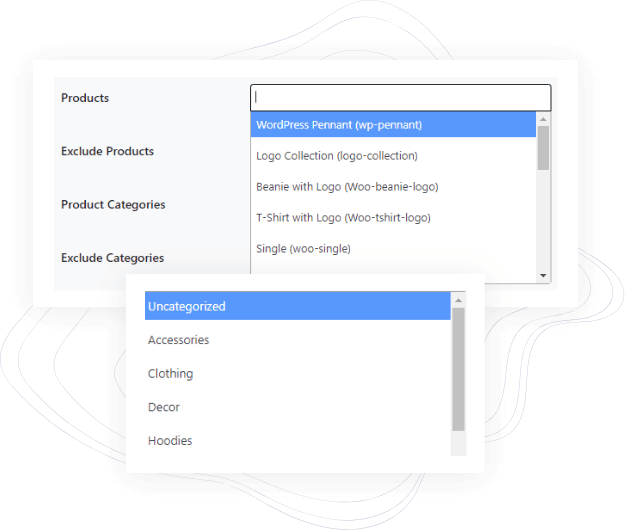 Products
WordPress Pennant (wp-pennant)
Exclude Products
Logo Collection (logo-collection)
Beanie with Logo (Woo-beanie-logo)
Product Categories
T-Shirt with Logo (Woo-tshirt-logo)
Single (woo-single)
Exclude Categories
Uncategorized
Accessories
Clothing
Decor
Hoodies